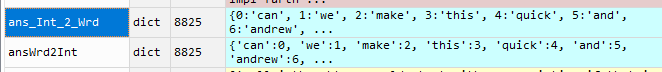 ans_Int_2_Wrd dict 8825 {0:'can', 1:'we', 2:'make', 3:'this', 4:'quick', 5:'and',
6:'andrew', ...
ansWrd2Int dict 8825 {'can':0, 'we':1, 'make':2, 'this':3, 'quick':4, 'and':5,
'andrew':6, ...